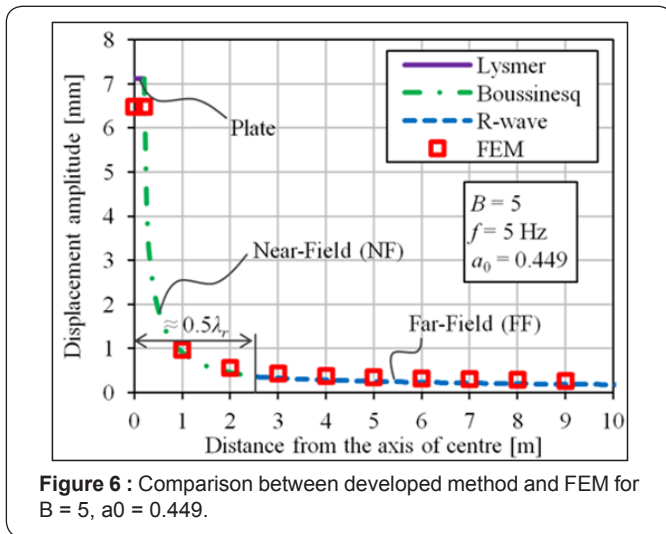 8
7
6
5
4
3
2
1
0
Displacement amplitude [mm]
Lysmer
Boussinesq
R-wave
FEM
Plate
B = 5
f = 5 Hz
a₀ = 0.449
Near-Field (NF)
≈ 0.5λᵣ
Far-Field (FF)
0 1 2 3 4 5 6 7 8 9 10
Distance from the axis of centre [m]
Figure 6 : Comparison between developed method and FEM for
B = 5, a0 = 0.449.